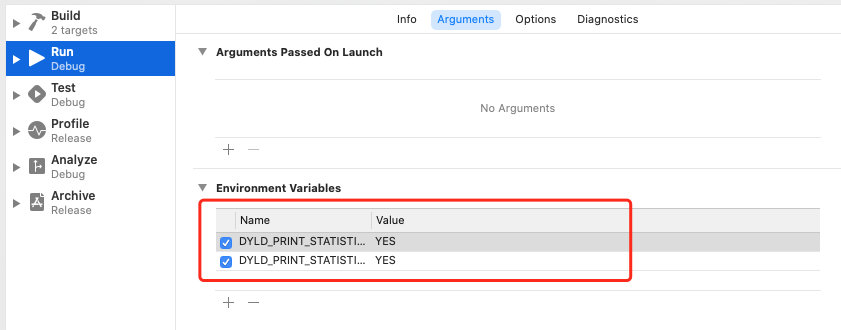 Build
2 targets
Run
Debug
Test
Debug
Profile
Release
Analyze
Debug
Archive
Release
Info Arguments Options Diagnostics
Arguments Passed On Launch
No Arguments
Environment Variables
Name Value
DYLD_PRINT_STATISTI... YES
DYLD_PRINT_STATISTI... YES